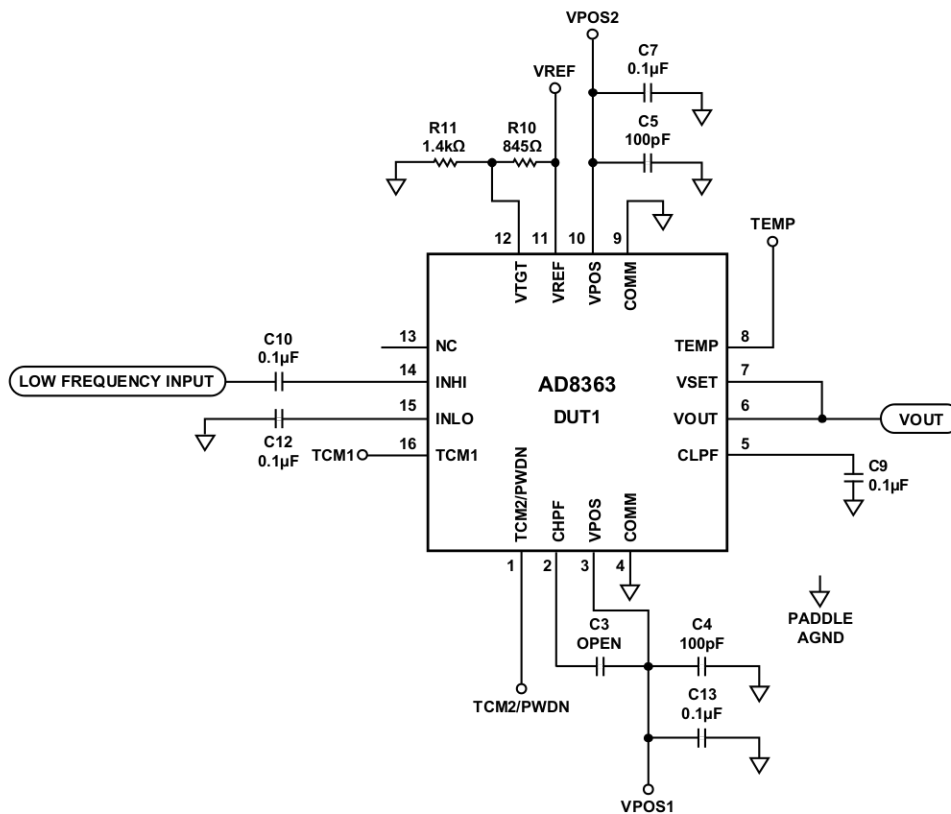 VPOS2
C7
0.1µF
VREF
C5
100pF
R11
1.4kΩ
R10
845Ω
TEMP
12
11
10
9
VTGT
VREF
VPOS
COMM
C10
0.1µF
13
NC
TEMP
8
LOW FREQUENCY INPUT
14
INHI
AD8363
VSET
7
15
INLO
DUT1
VOUT
6
VOUT
C12
0.1µF
TCM1
16
TCM1
CLPF
5
C9
0.1µF
TCM2/PWDN
CHPF
VPOS
COMM
1
2
3
4
PADDLE
AGND
C3
OPEN
C4
100pF
C13
0.1µF
TCM2/PWDN
VPOS1